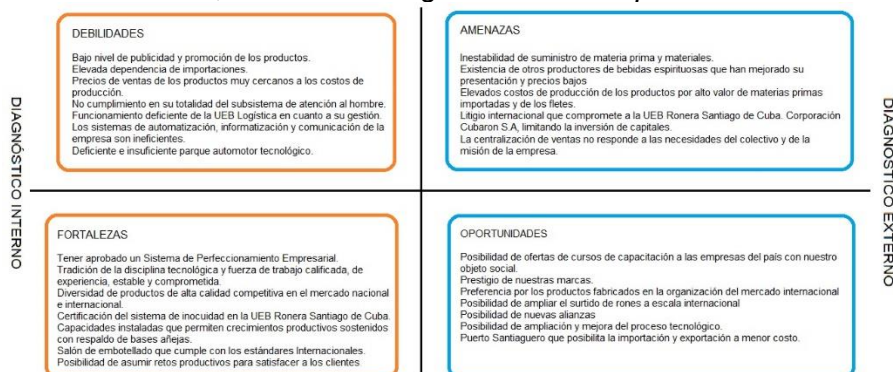 DEBILIDADES
Bajo nivel de publicidad y promoción de los productos.
Elevada dependencia de importaciones.
Precios de ventas de los productos muy cercanos a los costos de
producción.
No cumplimiento en su totalidad del subsistema de atención al hombre.
Funcionamiento deficiente de la UEB Logística en cuanto a su gestión.
Los sistemas de automatización, informatización y comunicación de la
empresa son ineficientes.
Deficiente e insuficiente parque automotor tecnológico.
AMENAZAS
Inestabilidad de suministro de materia prima y materiales.
Existencia de otros productores de bebidas espirituosas que han mejorado su
presentación y precios bajos
Elevados costos de producción de los productos por alto valor de materias primas
importadas y de los fletes.
Litigio internacional que compromete a la UEB Ronera Santiago de Cuba. Corporación
Cubaron S.A, limitando la inversión de capitales.
La centralización de ventas no responde a las necesidades del colectivo y de la
misión de la empresa.
DIAGNÓSTICO INTERNO
DIAGNÓSTICO EXTERNO
FORTALEZAS
Tener aprobado un Sistema de Perfeccionamiento Empresarial.
Tradición de la disciplina tecnológica y fuerza de trabajo calificada, de
experiencia, estable y comprometida.
Diversidad de productos de alta calidad competitiva en el mercado nacional
e internacional.
Certificación del sistema de inocuidad en la UEB Ronera Santiago de Cuba.
Capacidades instaladas que permiten crecimientos productivos sostenidos
con respaldo de bases añejas.
Salón de embotellado que cumple con los estándares Internacionales.
Posibilidad de asumir retos productivos para satisfacer a los clientes.
OPORTUNIDADES
Posibilidad de ofertas de cursos de capacitación a las empresas del país con nuestro
objeto social.
Prestigio de nuestras marcas.
Preferencia por los productos fabricados en la organización del mercado internacional
Posibilidad de ampliar el surtido de rones a escala internacional
Posibilidad de nuevas alianzas
Posibilidad de ampliación y mejora del proceso tecnológico.
Puerto Santiaguero que posibilita la importación y exportación a menor costo.